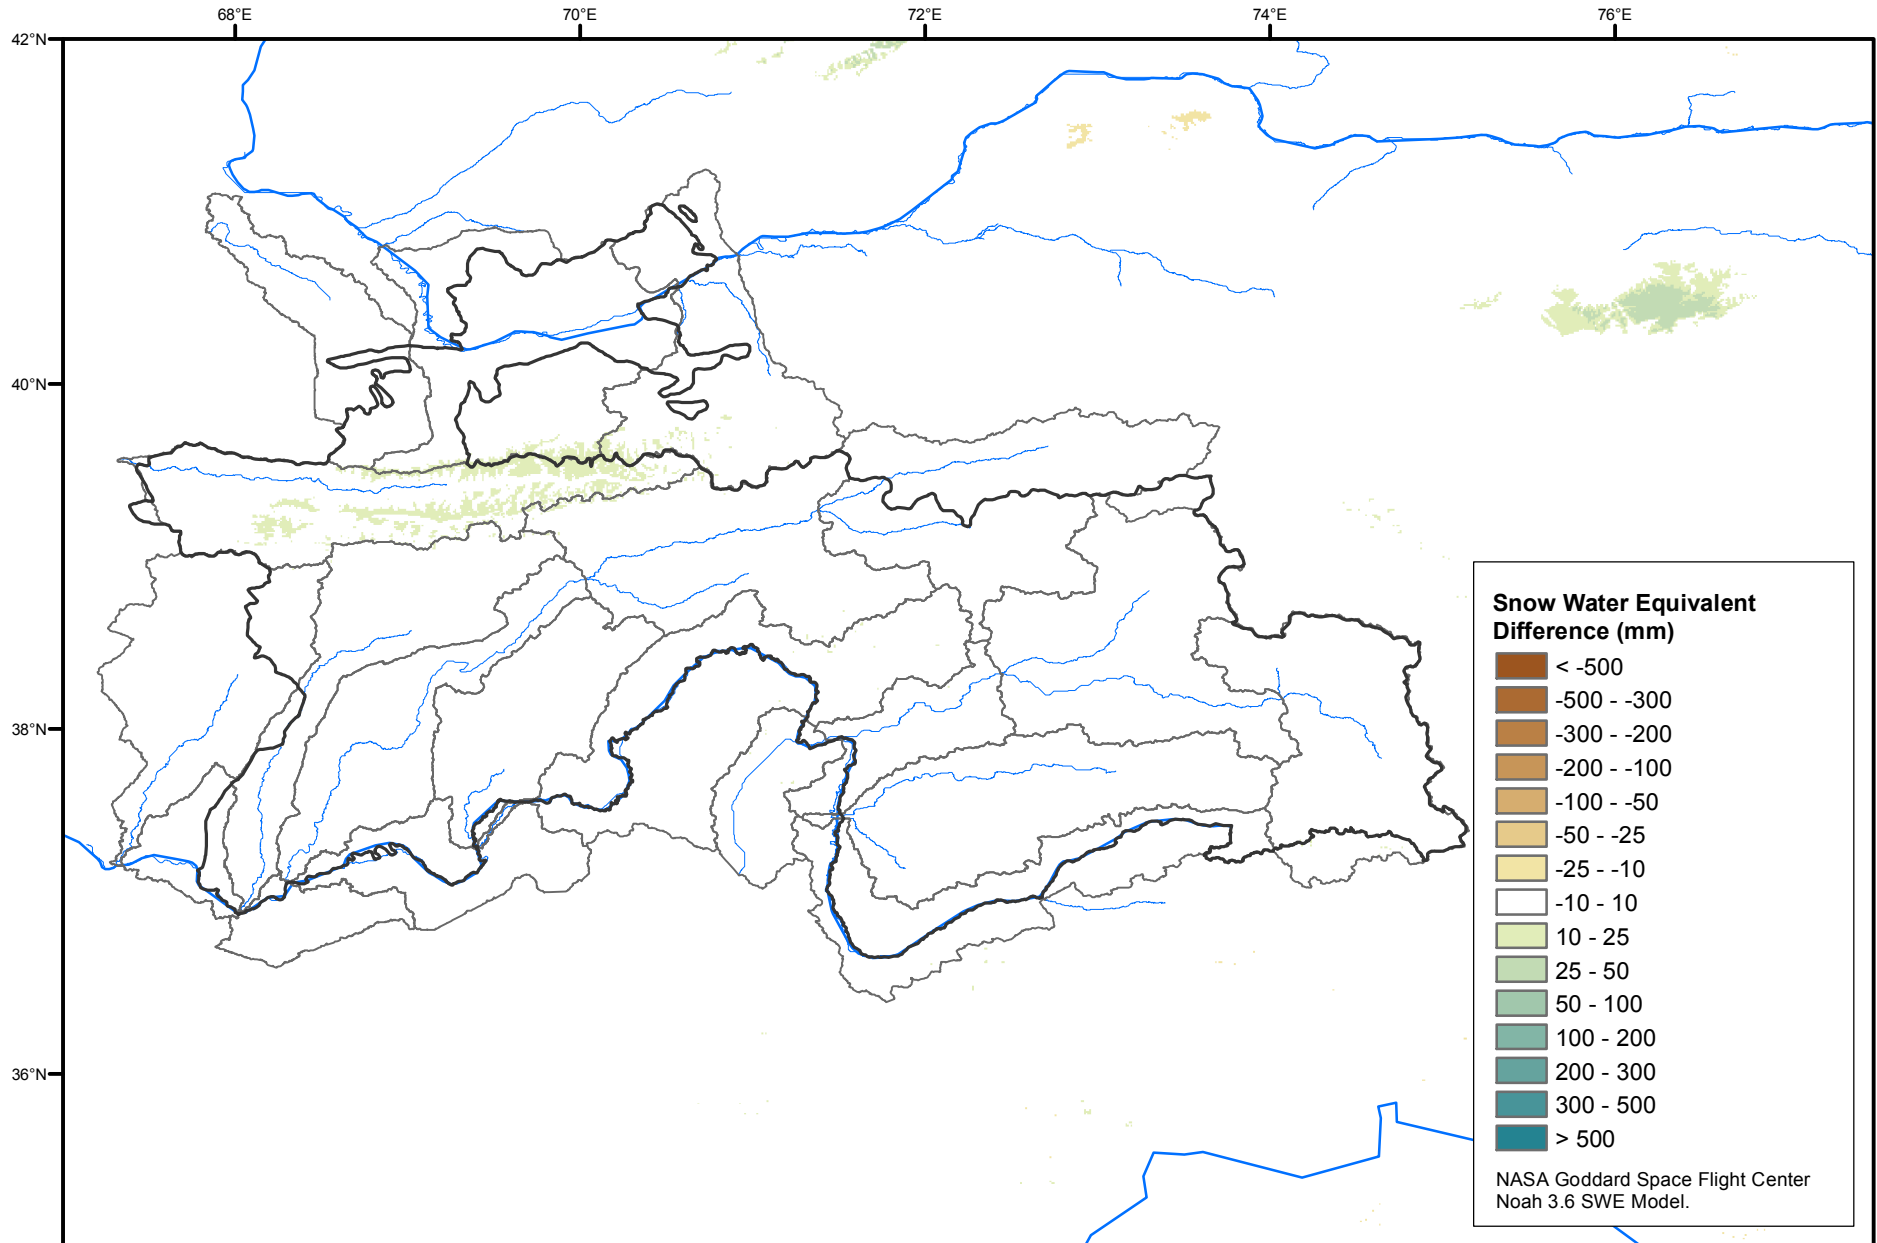 68°E
70°E
72°E
74°E
76°E
42°N
40°N
38°N
36°N
Snow Water Equivalent
Difference (mm)
< -500
-500 - -300
-300 - -200
-200 - -100
-100 - -50
-50 - -25
-25 - -10
-10 - 10
10 - 25
25 - 50
50 - 100
100 - 200
200 - 300
300 - 500
> 500
NASA Goddard Space Flight Center
Noah 3.6 SWE Model.